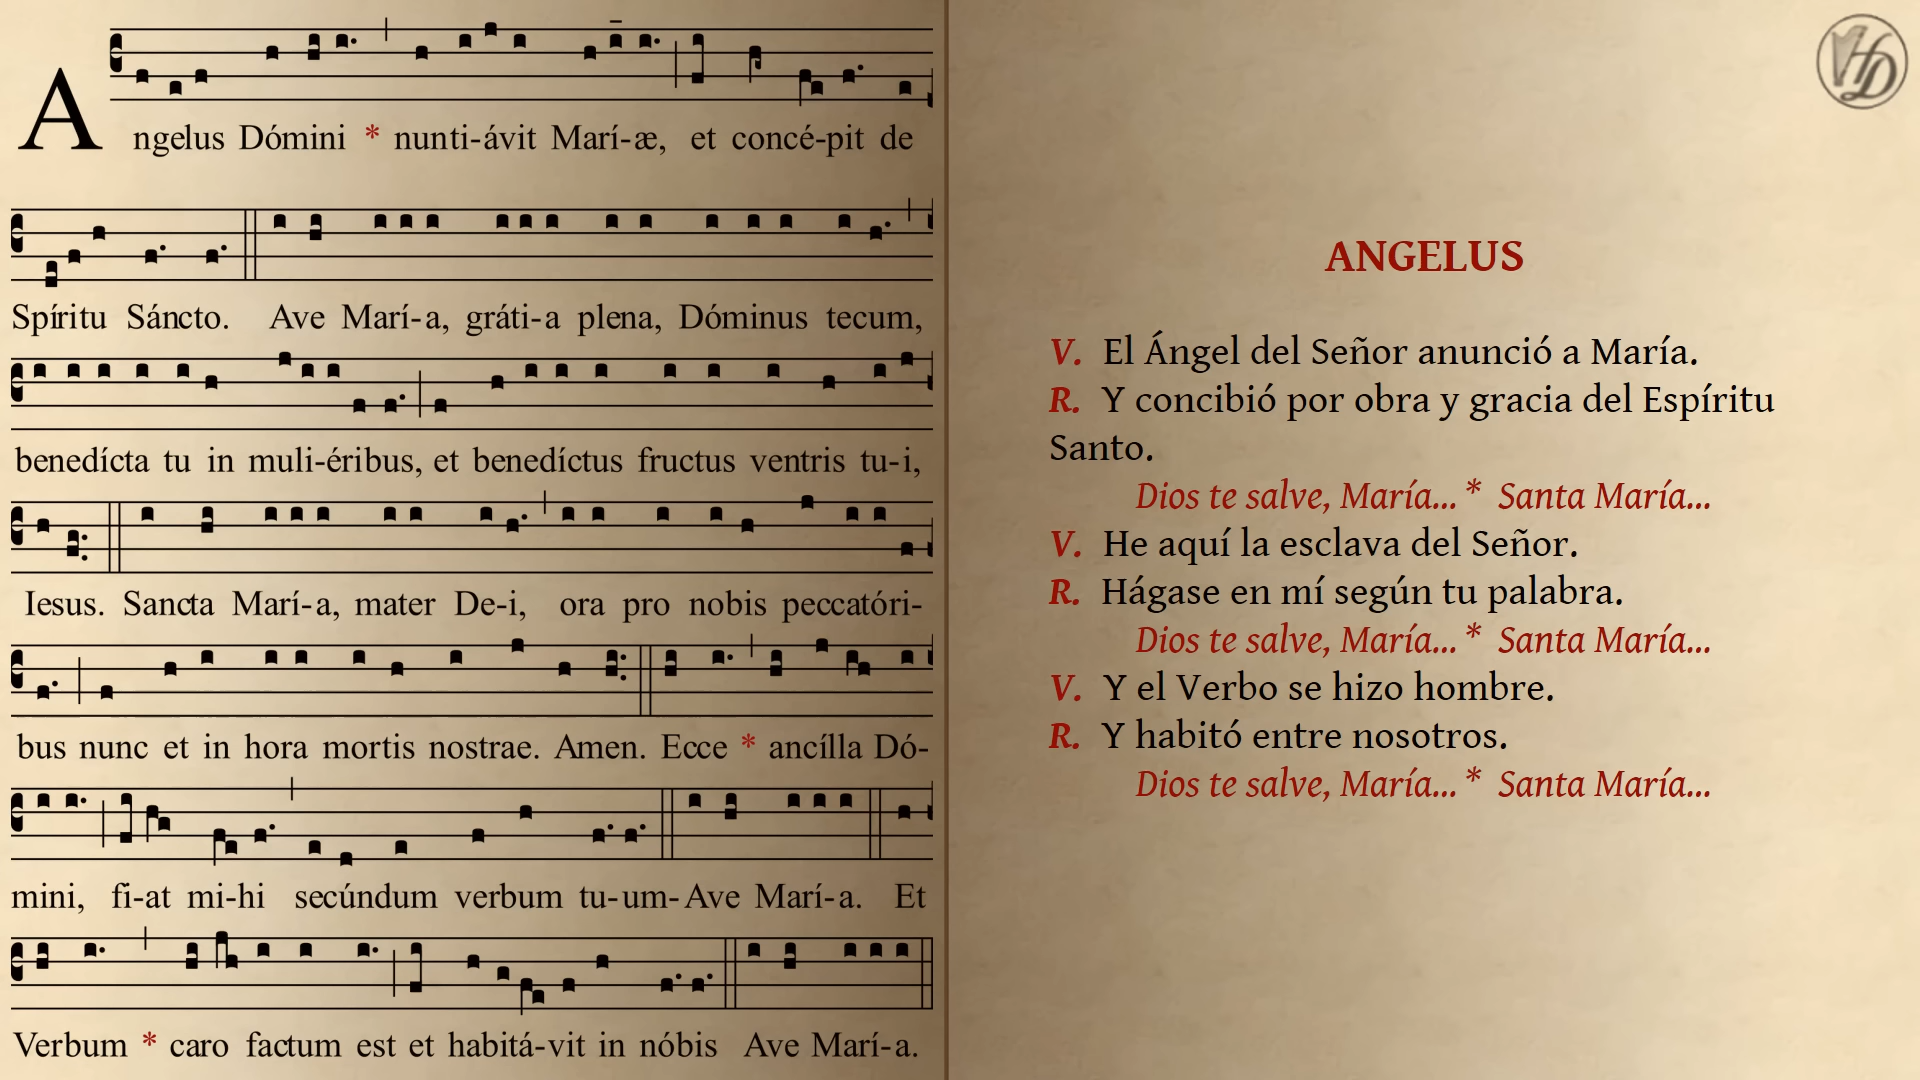 Angelus Dómini * nunti-ávit Marí-æ, et concé-pit de
Spíritu Sáncto. Ave Marí-a, gráti-a plena, Dóminus tecum,
benedícta tu in muli-éribus, et benedíctus fructus ventris tu-i,
Iesus. Sancta Marí-a, mater De-i, ora pro nobis peccatóri-
bus nunc et in hora mortis nostrae. Amen. Ecce * ancílla Dó-
mini, fi-at mi-hi secúndum verbum tu-um-Ave Marí-a. Et
Verbum * caro factum est et habitá-vit in nóbis Ave Marí-a.
HD
ANGELUS
V. El Ángel del Señor anunció a María.
R. Y concibió por obra y gracia del Espíritu
Santo.
Dios te salve, María... * Santa María...
V. He aquí la esclava del Señor.
R. Hágase en mí según tu palabra.
Dios te salve, María... * Santa María...
V. Y el Verbo se hizo hombre.
R. Y habitó entre nosotros.
Dios te salve, María... * Santa María...